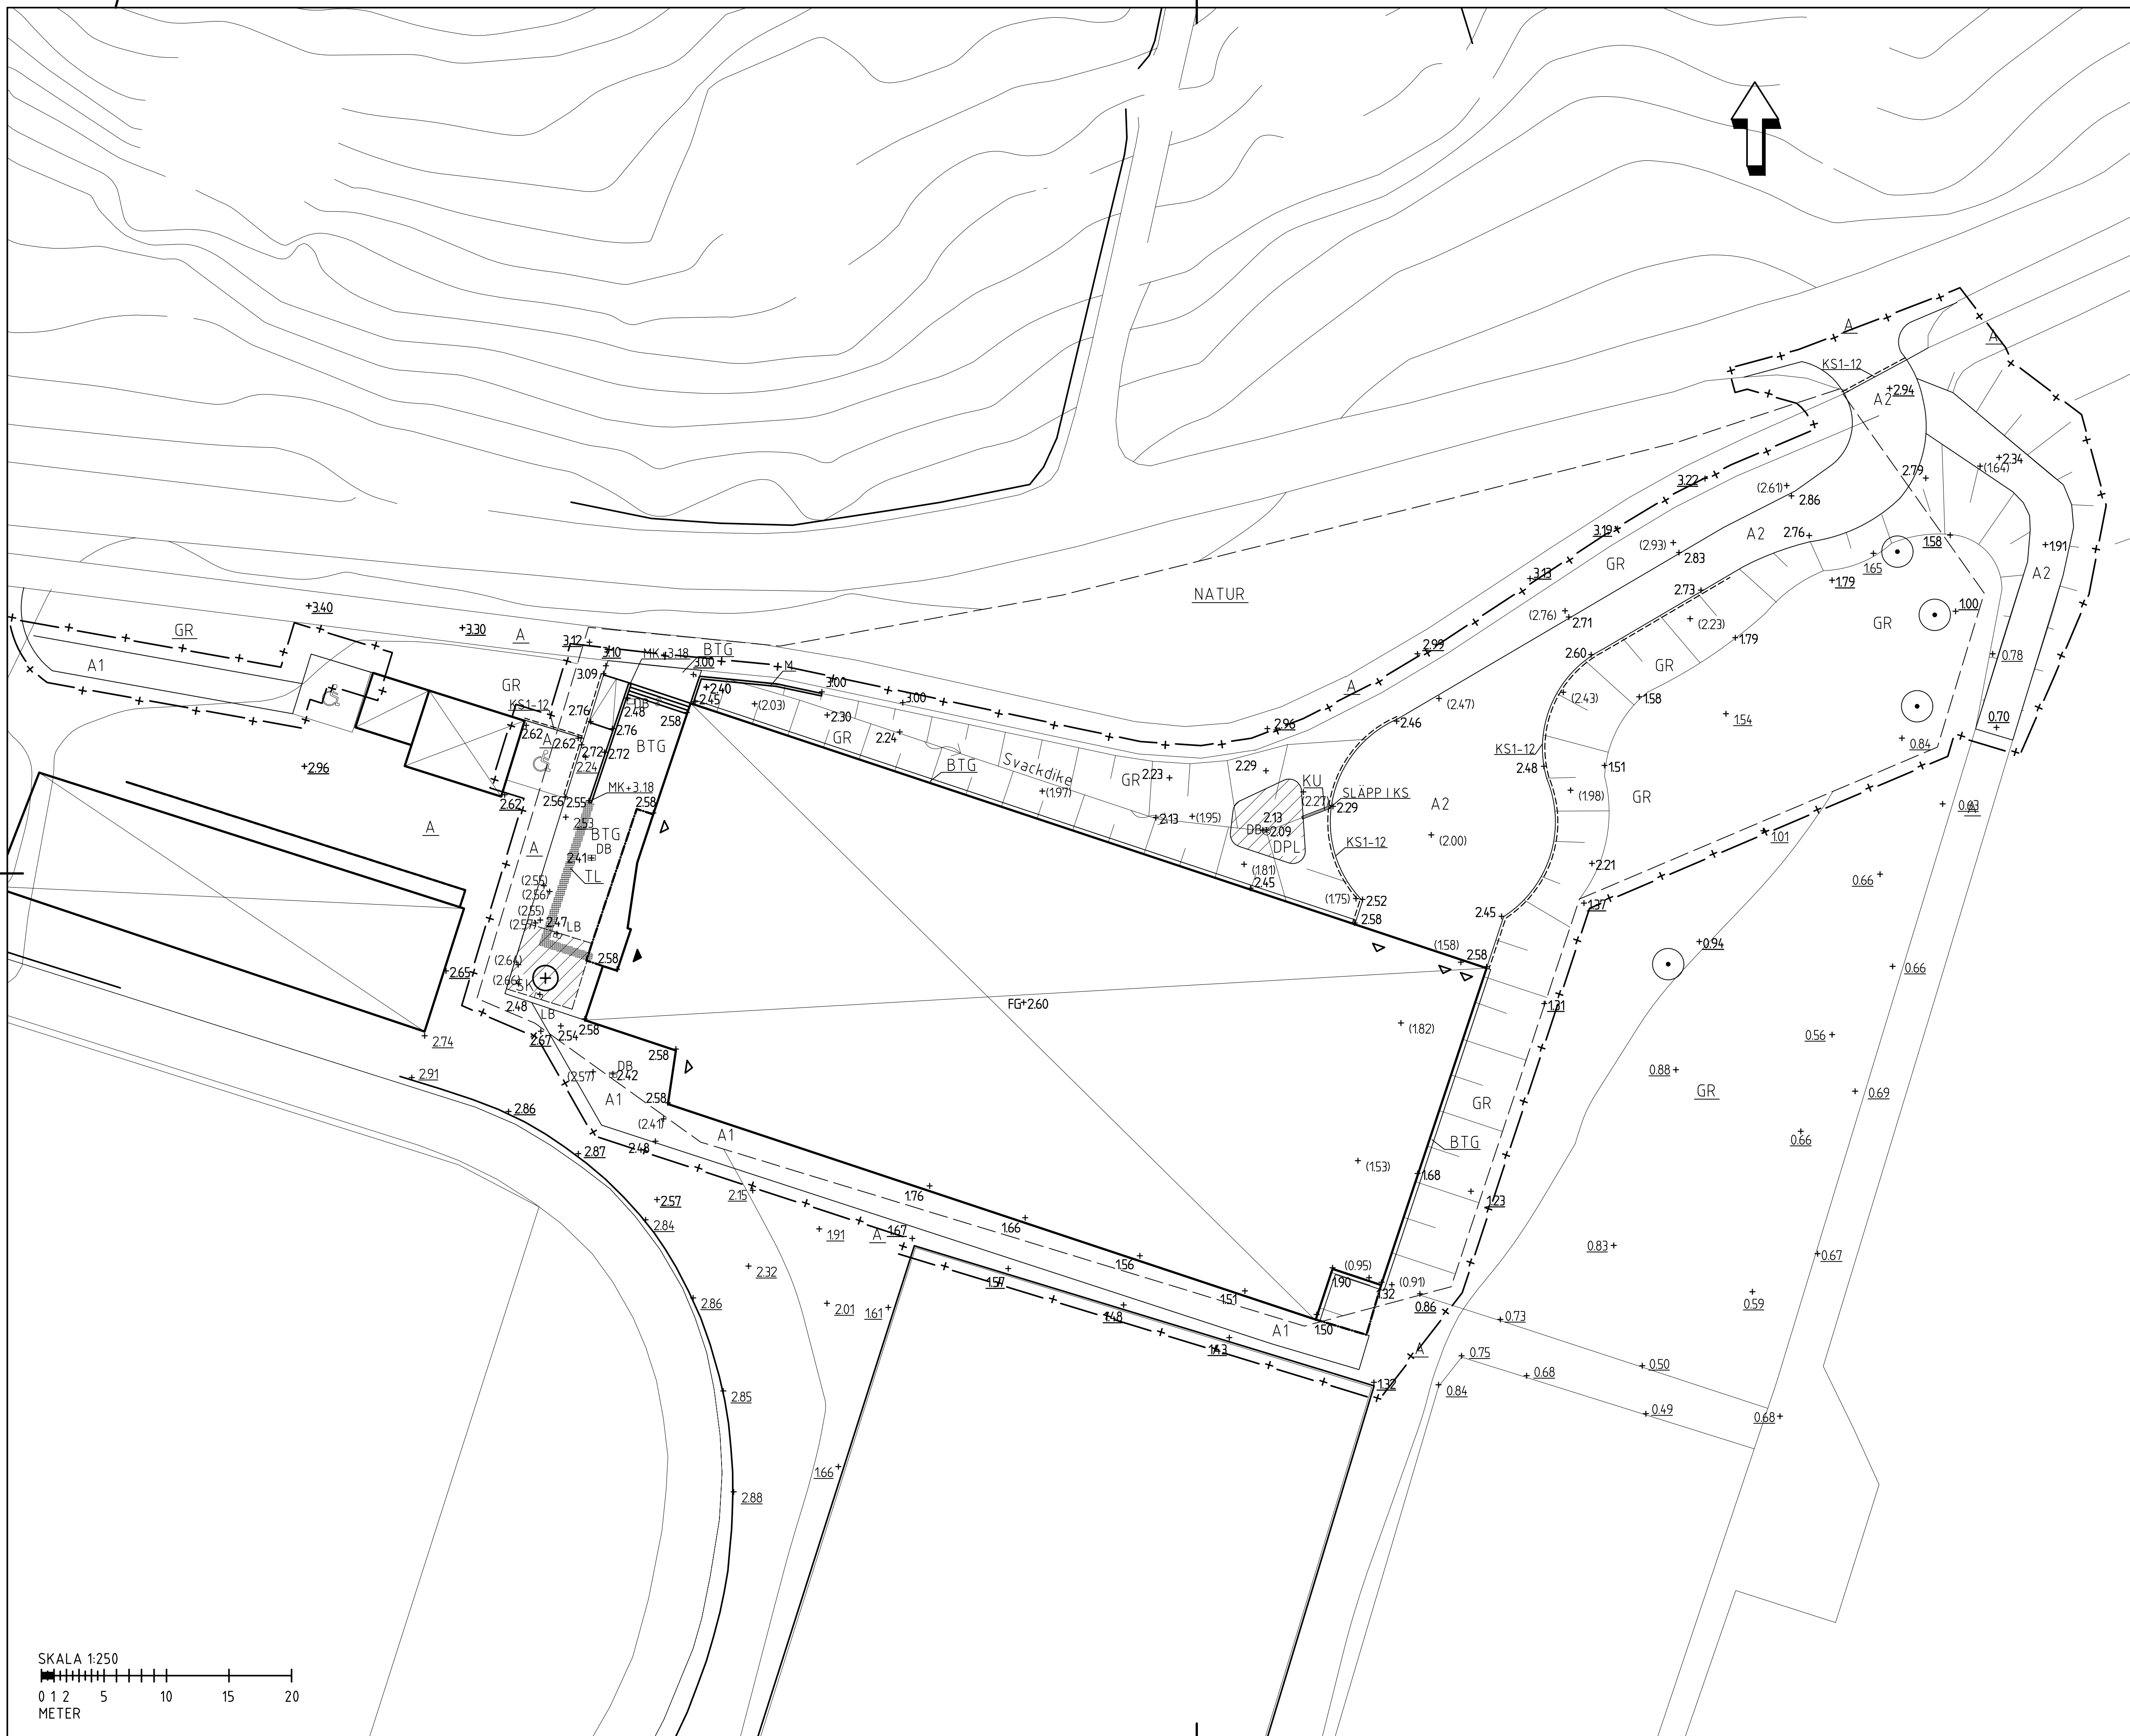 A
KS1-12
A
+2.94
A2
2.79
+2.34
(1.64)
3.22
(2.61)
2.86
3.19
A2
2.76
(2.93)
2.83
1.58
1.91
GR
1.65
1.79
A2
3.13
2.73
NATUR
1.00
3.40
(2.76)
2.71
(2.23)
GR
GR
3.30
A
3.12
1.79
2.99
2.60
GR
0.78
A1
3.10
MK+3.18
BTG
3.00
M
3.09
GR
2.40
3.00
A
KS1-12
2.45
(2.03)
3.00
(2.47)
(2.43)
1.58
2.76
2.48
DB
2.58
2.30
2.46
1.54
0.70
2.62
A
2.62
2.76
BTG
GR
2.24
2.96
KS1-12
0.84
2.72
2.72
2.96
2.24
BTG
Svackdike
GR
2.23
2.29
2.48
1.51
KU
MK+3.18
(1.97)
(2.27)
SLÄPP I KS
(1.98)
GR
2.62
2.56
2.55
2.58
2.29
A2
0.63
A
A
2.53
BTG
2.13
(1.95)
2.13
DB
2.09
(2.00)
1.01
A
DB
DPL
KS1-12
2.41
TL
(1.81)
2.21
(2.55)
2.45
0.66
(2.56)
(1.75)
2.52
1.37
(2.55)
(2.57)
2.47
LB
2.58
2.45
(1.58)
0.94
(2.64)
2.58
2.58
2.65
0.66
(2.66)
SK
2.48
LB
FG+2.60
1.31
2.67
2.54
2.58
(1.82)
0.56
2.74
2.58
DB
2.91
(2.57)
2.42
0.88
GR
2.86
A1
2.58
GR
0.69
(2.41)
A1
BTG
0.66
2.87
2.48
(1.53)
1.68
2.15
1.76
2.57
1.23
2.84
1.91
A
1.67
1.66
0.83
0.67
1.56
(0.95)
2.32
1.57
1.90
(0.91)
1.32
2.86
2.01
1.61
1.51
0.86
0.59
1.48
1.50
A1
0.73
1.43
A
0.75
0.50
0.68
1.32
0.84
2.85
0.49
0.68
1.66
2.88
SKALA 1:250
0 1 2 5 10 15 20
METER